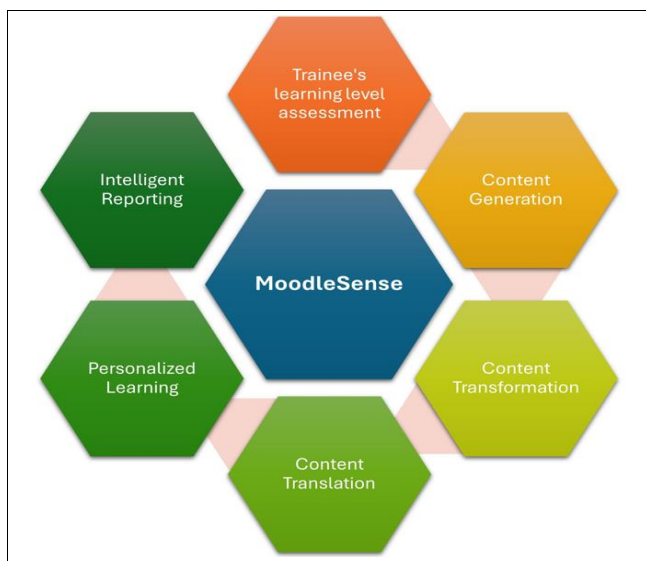 Trainee's
learning level
assessment
Content
Generation
Content
Transformation
Content
Translation
Personalized
Learning
Intelligent
Reporting
MoodleSense